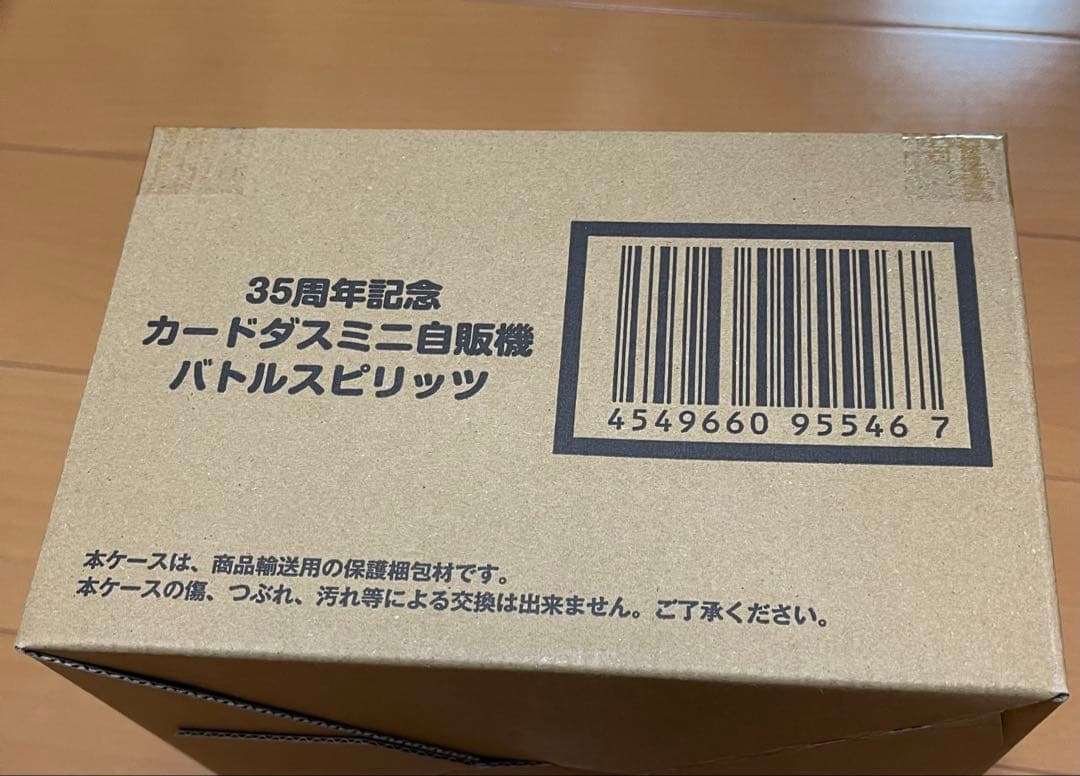 35周年記念
カードダスミニ自販機
バトルスピリッツ
4549660 955467
本ケースは、商品輸送用の保護梱包材です。
本ケースの傷、つぶれ、汚れ等による交換は出来ません。ご了承ください。